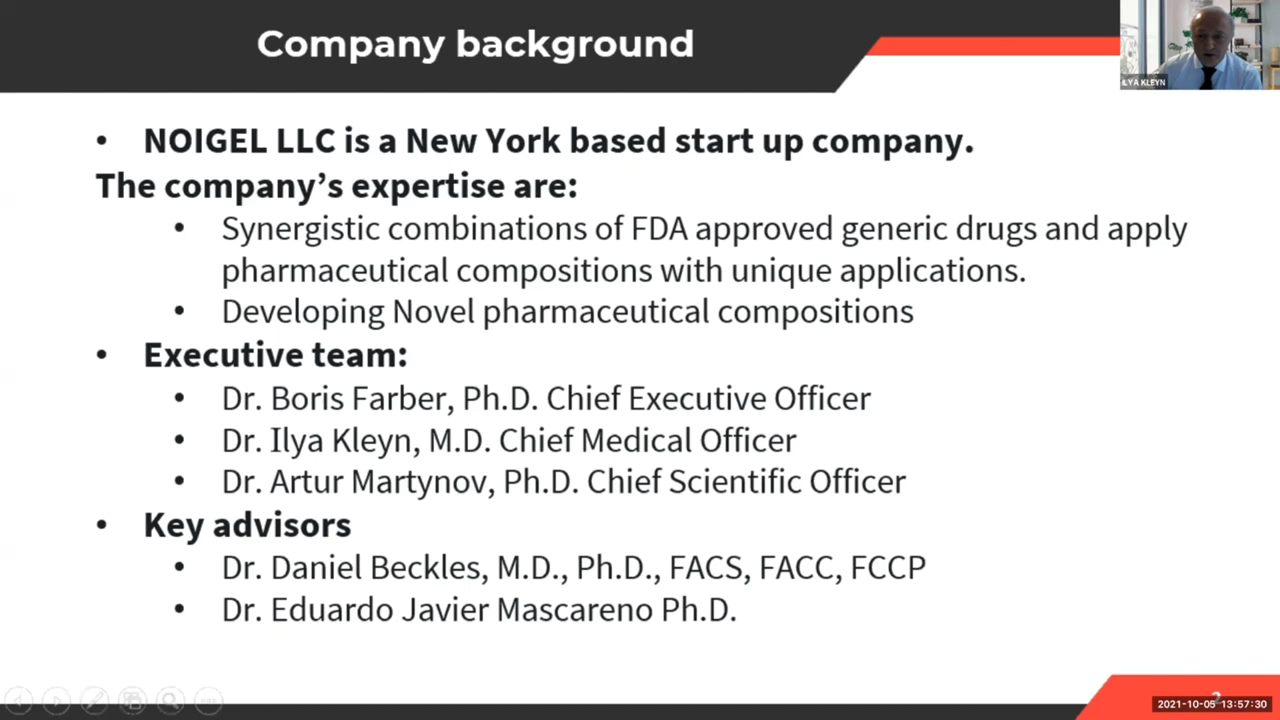 Company background
ILYA KLEYN
• NOIGEL LLC is a New York based start up company.
The company’s expertise are:
• Synergistic combinations of FDA approved generic drugs and apply
pharmaceutical compositions with unique applications.
• Developing Novel pharmaceutical compositions
• Executive team:
• Dr. Boris Farber, Ph.D. Chief Executive Officer
• Dr. Ilya Kleyn, M.D. Chief Medical Officer
• Dr. Artur Martynov, Ph.D. Chief Scientific Officer
• Key advisors
• Dr. Daniel Beckles, M.D., Ph.D., FACS, FACC, FCCP
• Dr. Eduardo Javier Mascareno Ph.D.
2
2021-10-05 13:57:30